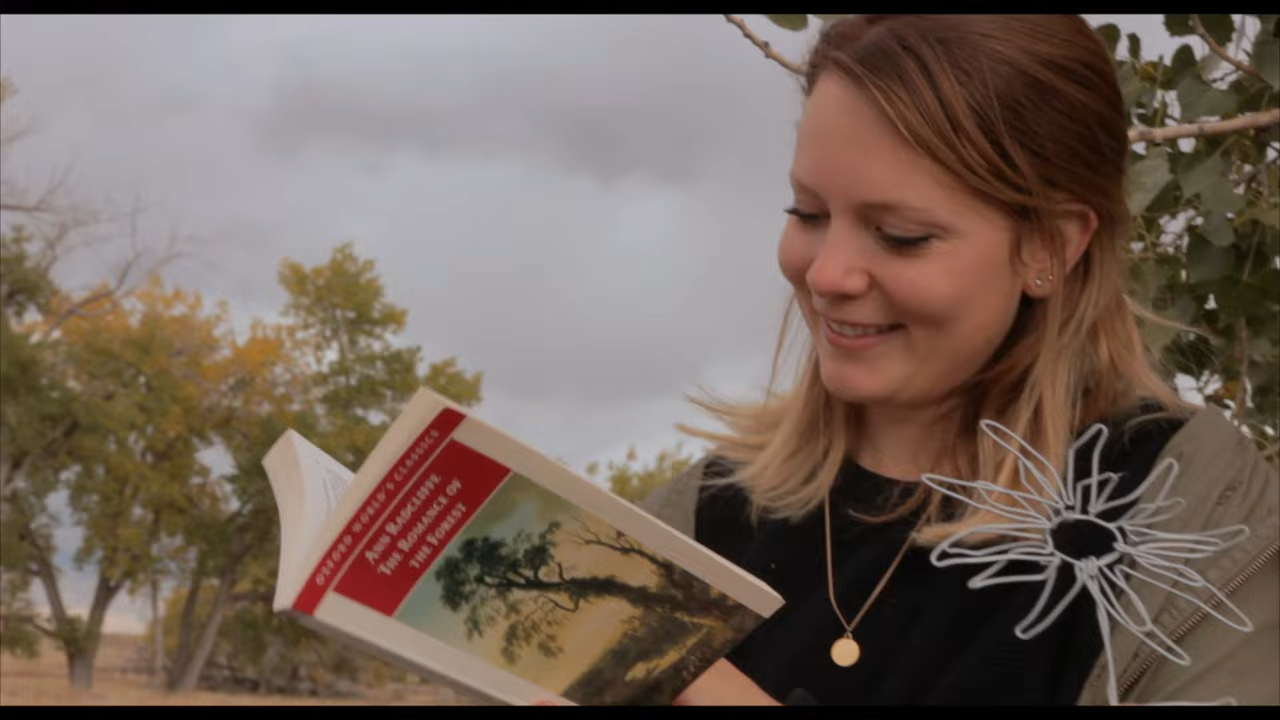 OXFORD WORLD'S CLASSICS
ANN RADCLIFFE
THE ROMANCE OF
THE FOREST